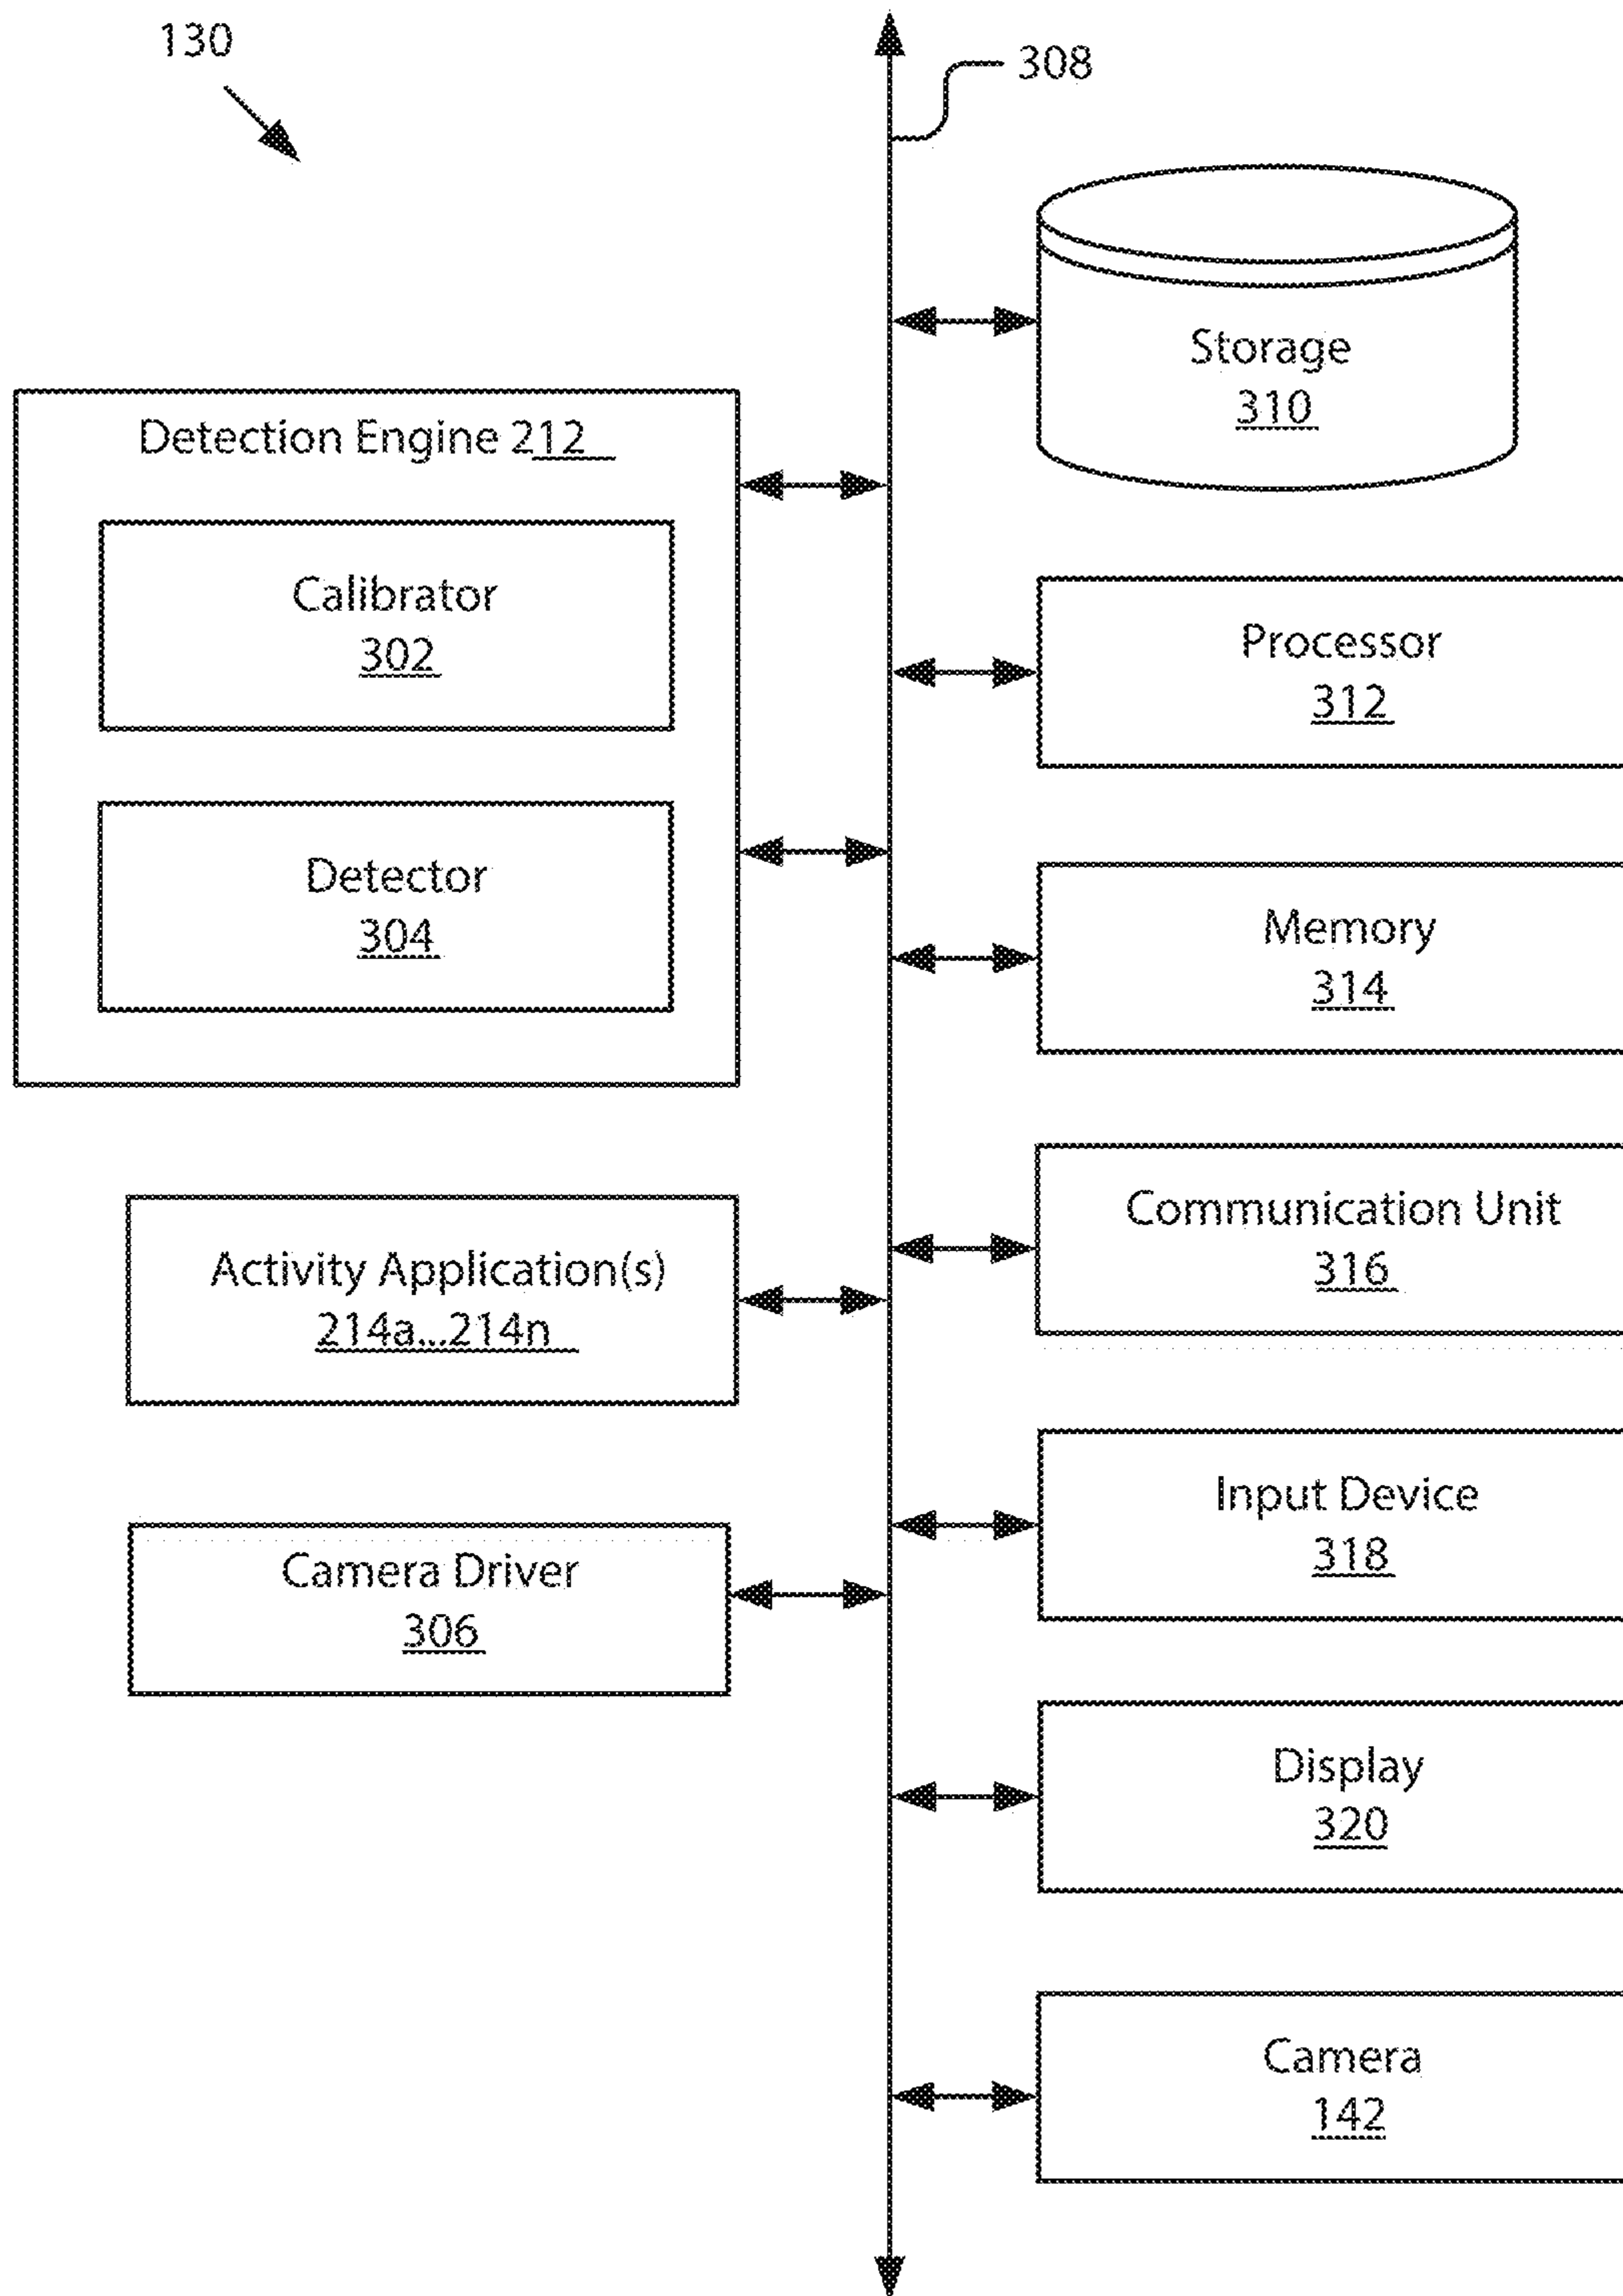 130
308
Storage
310
Detection Engine 212
Calibrator
302
Processor
312
Detector
304
Memory
314
Communication Unit
316
Activity Application(s)
214a...214n
Input Device
318
Camera Driver
306
Display
320
Camera
142